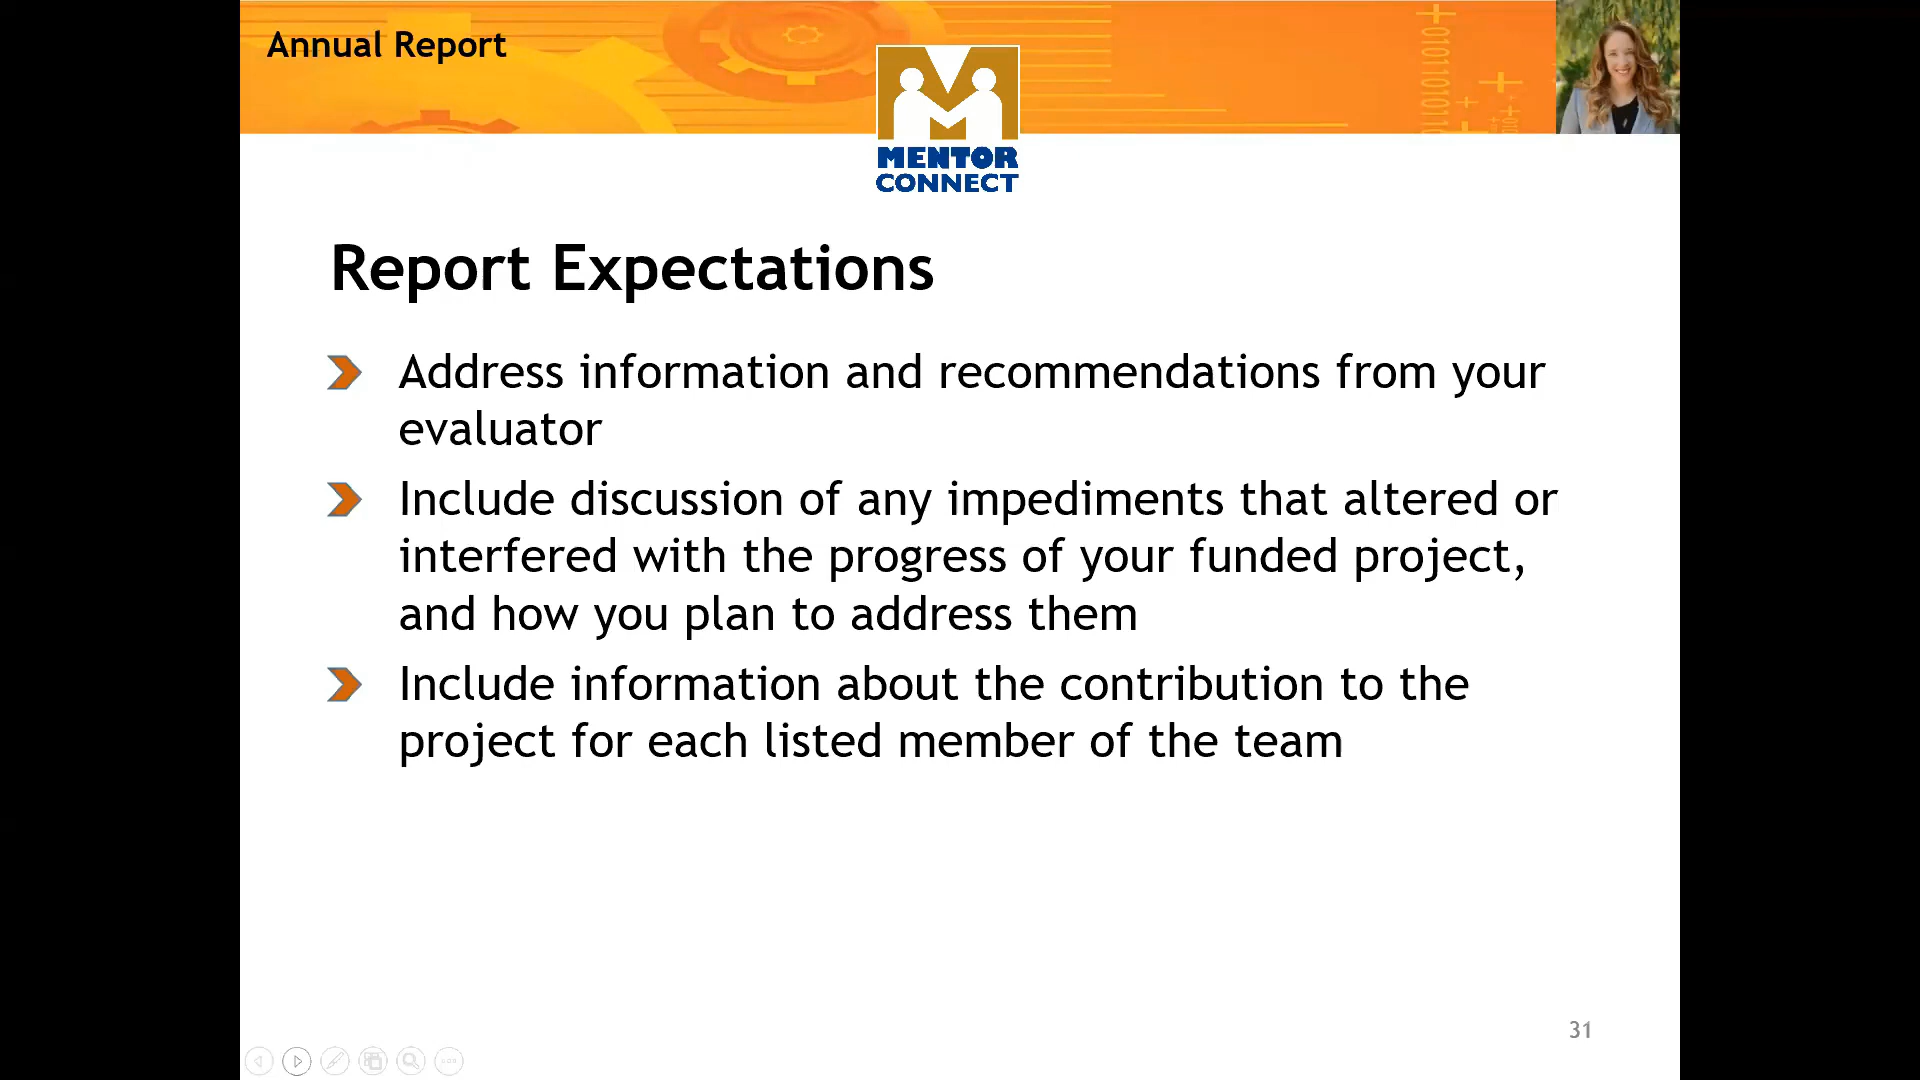 Annual Report
MENTOR
CONNECT
Report Expectations
Address information and recommendations from your
evaluator
Include discussion of any impediments that altered or
interfered with the progress of your funded project,
and how you plan to address them
Include information about the contribution to the
project for each listed member of the team
31